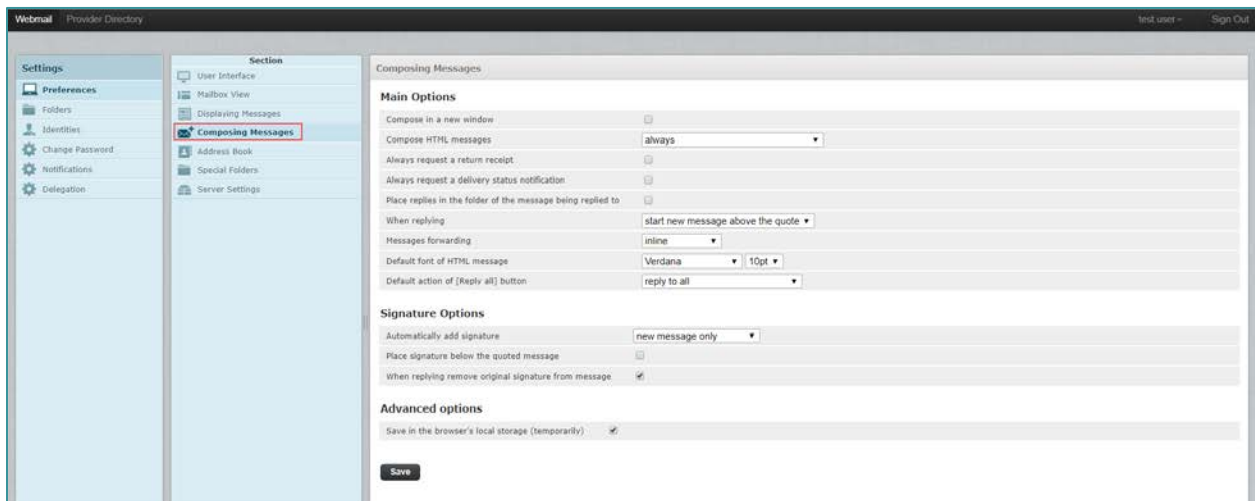 Webmail Provider Directory test user Sign Out
Settings
Preferences
Folders
Identities
Change Password
Notifications
Delegation
Section
User Interface
Mailbox View
Displaying Messages
Composing Messages
Address Book
Special Folders
Server Settings
Composing Messages
Main Options
Compose in a new window
Compose HTML messages always
Always request a return receipt
Always request a delivery status notification
Place replies in the folder of the message being replied to
When replying start new message above the quote
Messages forwarding inline
Default font of HTML message Verdana 10pt
Default action of [Reply all] button reply to all
Signature Options
Automatically add signature new message only
Place signature below the quoted message
When replying remove original signature from message
Advanced options
Save in the browser's local storage (temporarily)
Save